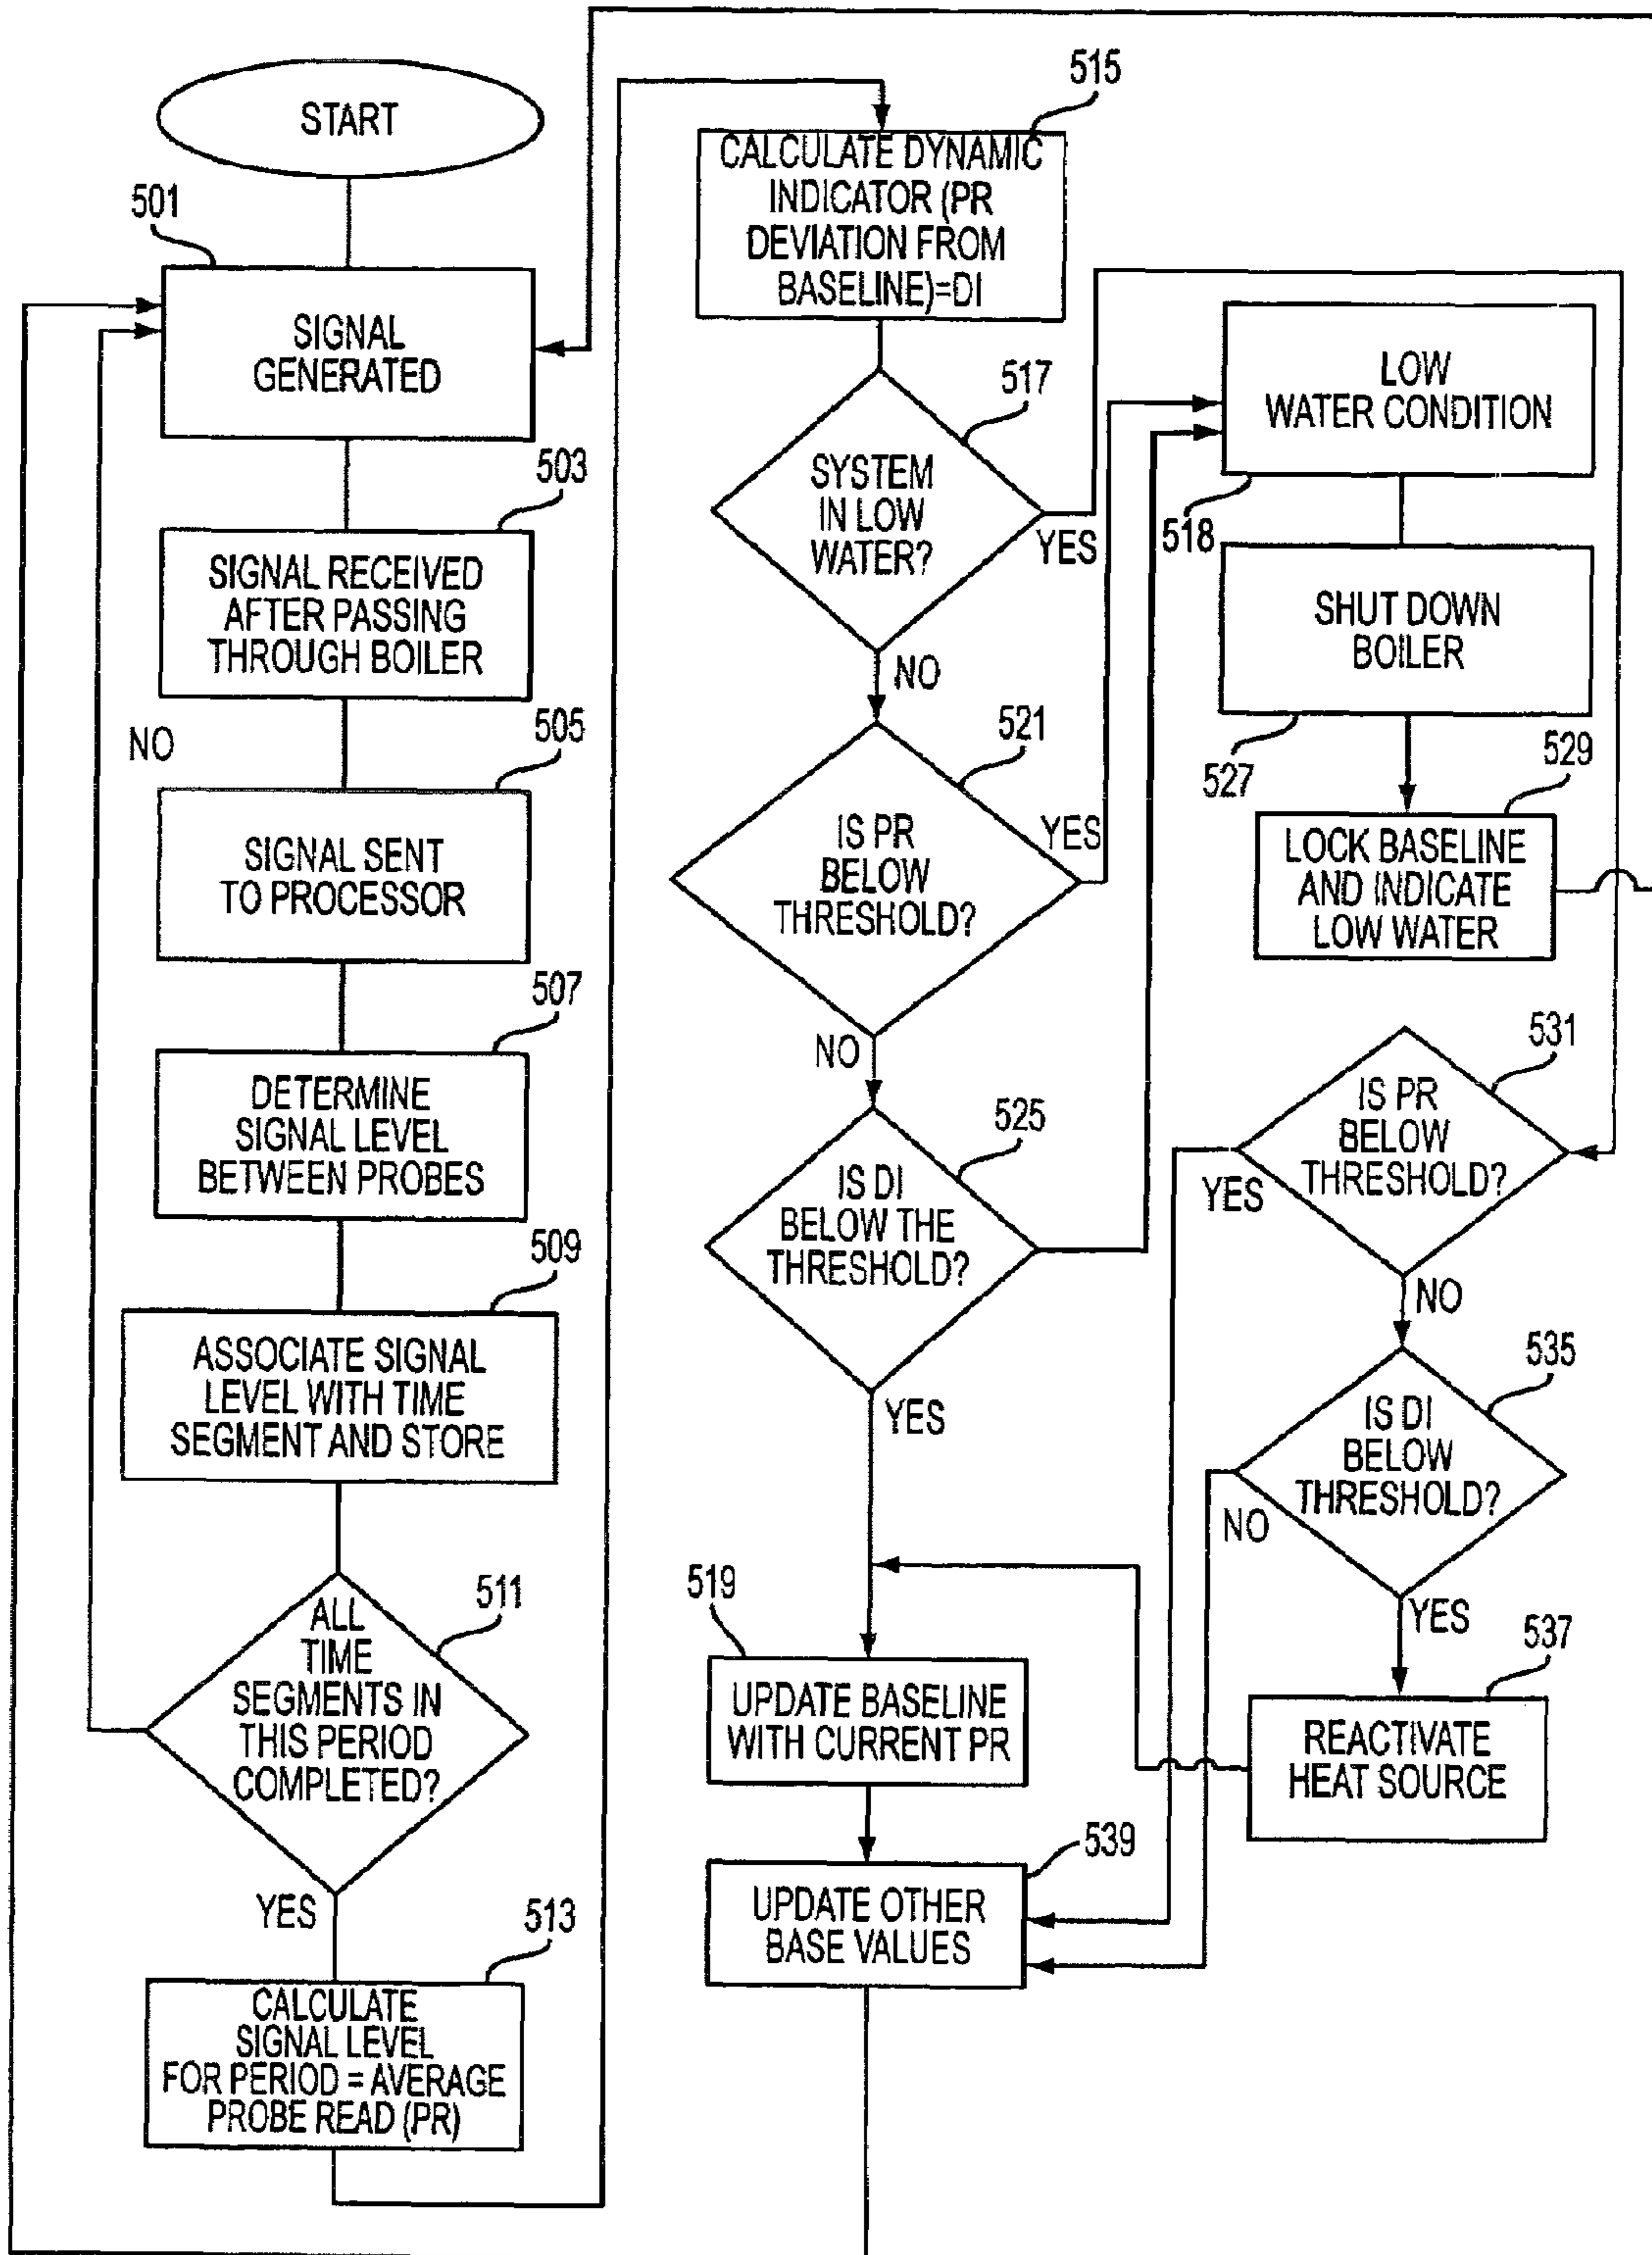 START
501
SIGNAL
GENERATED
503
SIGNAL RECEIVED
AFTER PASSING
THROUGH BOILER
NO
505
SIGNAL SENT
TO PROCESSOR
507
DETERMINE
SIGNAL LEVEL
BETWEEN PROBES
509
ASSOCIATE SIGNAL
LEVEL WITH TIME
SEGMENT AND STORE
511
ALL
TIME
SEGMENTS IN
THIS PERIOD
COMPLETED?
YES
513
CALCULATE
SIGNAL LEVEL
FOR PERIOD = AVERAGE
PROBE READ (PR)
515
CALCULATE DYNAMIC
INDICATOR (PR
DEVIATION FROM
BASELINE)=DI
517
SYSTEM
IN LOW
WATER?
YES
NO
521
IS PR
BELOW
THRESHOLD?
YES
NO
525
IS DI
BELOW THE
THRESHOLD?
YES
519
UPDATE BASELINE
WITH CURRENT PR
539
UPDATE OTHER
BASE VALUES
LOW
WATER CONDITION
518
SHUT DOWN
BOILER
527
529
LOCK BASELINE
AND INDICATE
LOW WATER
531
IS PR
BELOW
THRESHOLD?
YES
NO
535
IS DI
BELOW
THRESHOLD?
NO
YES
537
REACTIVATE
HEAT SOURCE